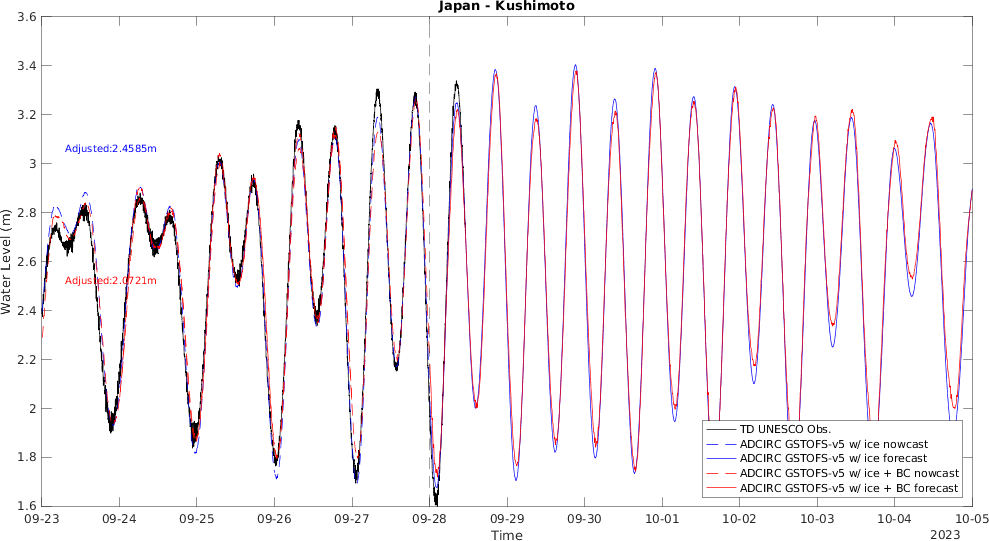 Japan - Kushimoto
3.6
3.4
3.2
3
2.8
2.6
2.4
2.2
2
1.8
1.6
Water Level (m)
Adjusted:2.4585m
Adjusted:2.0721m
TD UNESCO Obs.
ADCIRC GSTOFS-v5 w/ ice nowcast
ADCIRC GSTOFS-v5 w/ ice forecast
ADCIRC GSTOFS-v5 w/ ice + BC nowcast
ADCIRC GSTOFS-v5 w/ ice + BC forecast
09-23 09-24 09-25 09-26 09-27 09-28 09-29 09-30 10-01 10-02 10-03 10-04 10-05
Time
2023